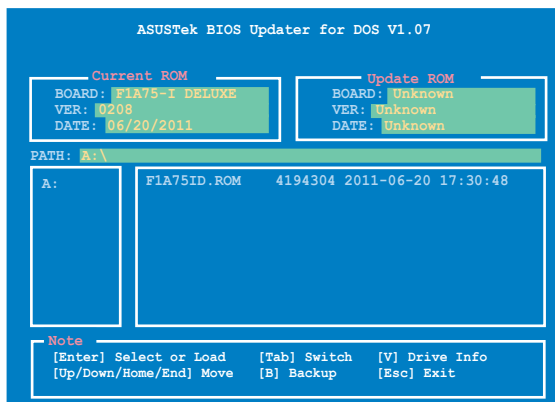 ASUSTek BIOS Updater for DOS V1.07
Current ROM
BOARD: F1A75-I DELUXE
VER: 0208
DATE: 06/20/2011
Update ROM
BOARD: Unknown
VER: Unknown
DATE: Unknown
PATH: A:\
A:
F1A75ID.ROM 4194304 2011-06-20 17:30:48
Note
[Enter] Select or Load [Tab] Switch [V] Drive Info
[Up/Down/Home/End] Move [B] Backup [Esc] Exit